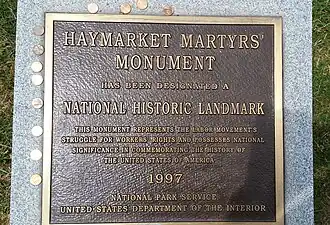 HAYMARKET MARTYRS'
MONUMENT
HAS BEEN DESIGNATED A
NATIONAL HISTORIC LANDMARK
THIS MONUMENT REPRESENTS THE LABOR MOVEMENT'S
STRUGGLE FOR WORKERS' RIGHTS AND POSSESSES NATIONAL
SIGNIFICANCE IN COMMEMORATING THE HISTORY OF
THE UNITED STATES OF AMERICA
1997
NATIONAL PARK SERVICE
UNITED STATES DEPARTMENT OF THE INTERIOR